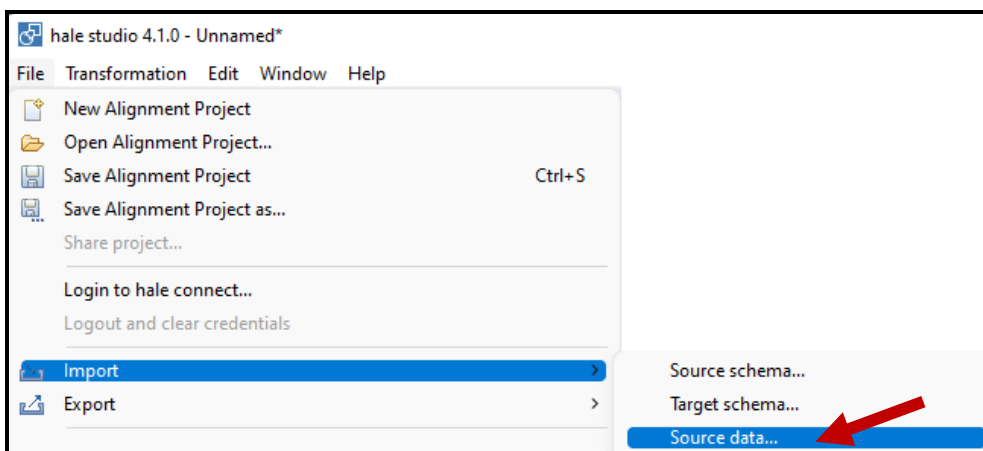 hale studio 4.1.0 - Unnamed*
File Transformation Edit Window Help
New Alignment Project
Open Alignment Project...
Save Alignment Project Ctrl+S
Save Alignment Project as...
Share project...
Login to hale connect...
Logout and clear credentials
Import > Source schema...
Export > Target schema...
Source data...